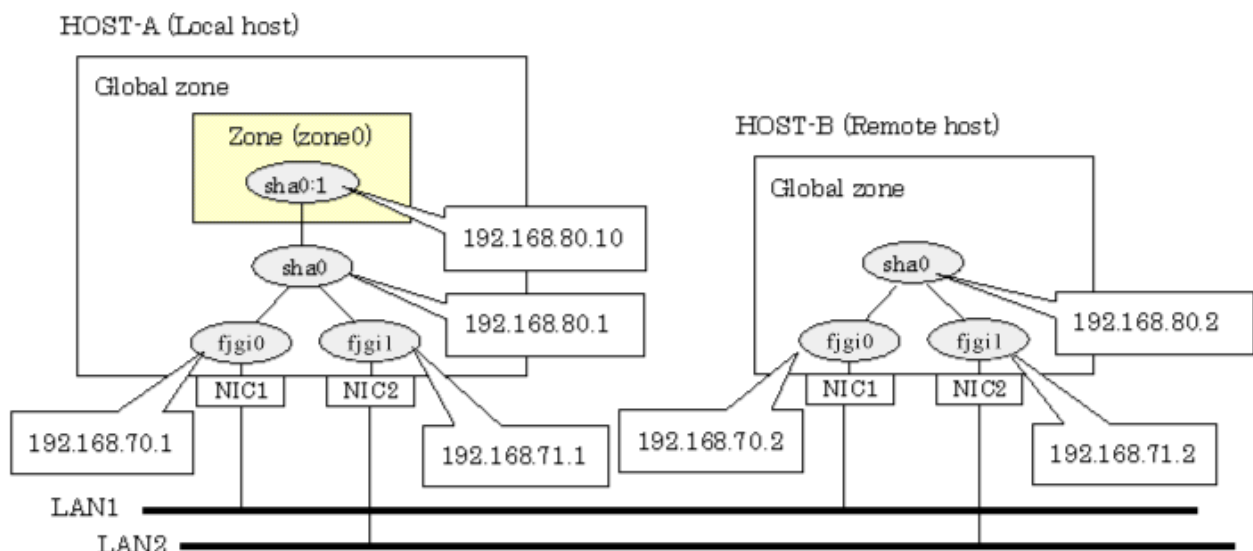 HOST-A (Local host)
Global zone
Zone (zone0)
sha0:1
192.168.80.10
sha0
192.168.80.1
fjgi0
fjgi1
NIC1
NIC2
192.168.70.1
192.168.71.1
HOST-B (Remote host)
Global zone
sha0
192.168.80.2
fjgi0
fjgi1
NIC1
NIC2
192.168.70.2
192.168.71.2
LAN1
LAN2